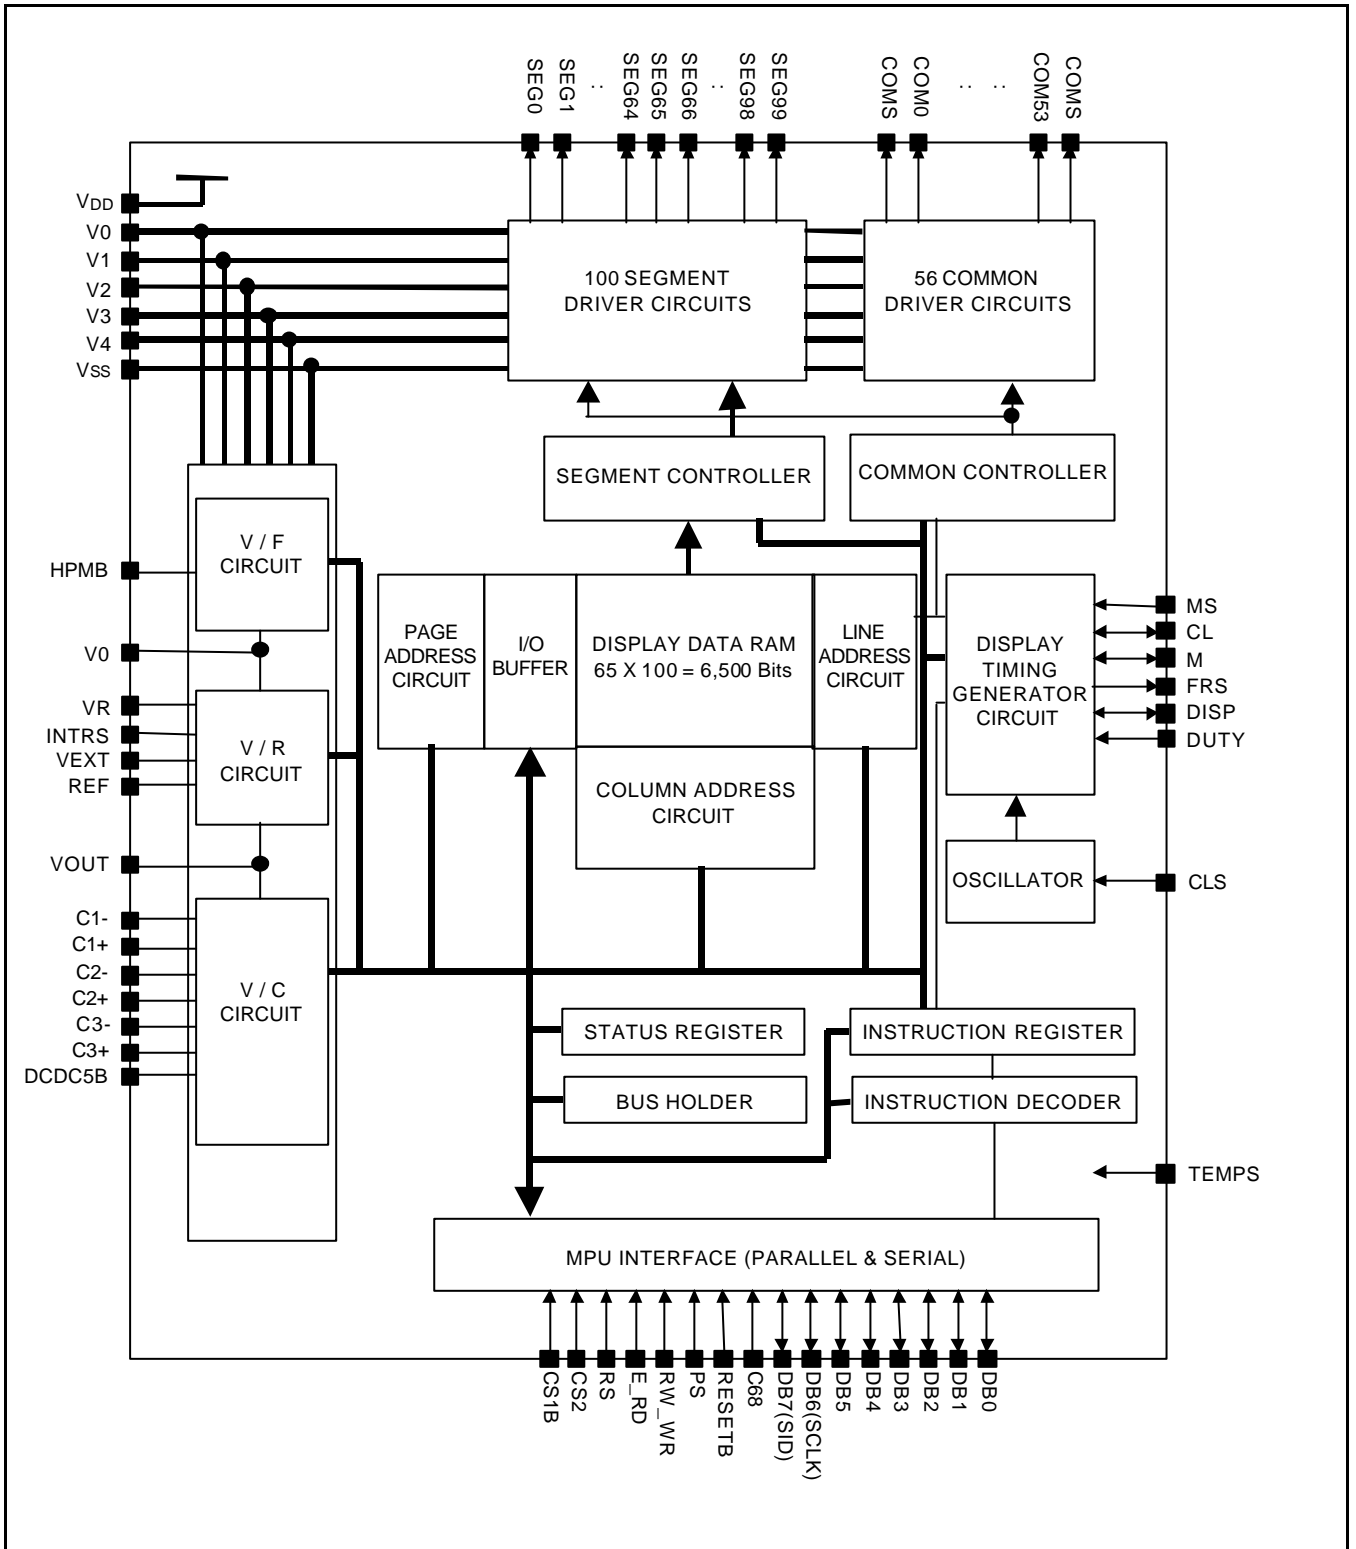 SEG0
SEG1
..
SEG64
SEG65
SEG66
..
SEG98
SEG99
COMS
COM0
..
..
COM53
COMS
VDD
V0
V1
V2
V3
V4
VSS
100 SEGMENT
DRIVER CIRCUITS
56 COMMON
DRIVER CIRCUITS
SEGMENT CONTROLLER
COMMON CONTROLLER
V / F
CIRCUIT
HPMB
V0
VR
INTRS
VEXT
REF
V / R
CIRCUIT
VOUT
C1-
C1+
C2-
C2+
C3-
C3+
DCDC5B
V / C
CIRCUIT
PAGE
ADDRESS
CIRCUIT
I/O
BUFFER
DISPLAY DATA RAM
65 X 100 = 6,500 Bits
LINE
ADDRESS
CIRCUIT
COLUMN ADDRESS
CIRCUIT
DISPLAY
TIMING
GENERATOR
CIRCUIT
MS
CL
M
FRS
DISP
DUTY
OSCILLATOR
CLS
STATUS REGISTER
INSTRUCTION REGISTER
BUS HOLDER
INSTRUCTION DECODER
TEMPS
MPU INTERFACE (PARALLEL & SERIAL)
CS1B
CS2
RS
E_RD
RW_WR
PS
RESETB
C68
DB7(SID)
DB6(SCLK)
DB5
DB4
DB3
DB2
DB1
DB0